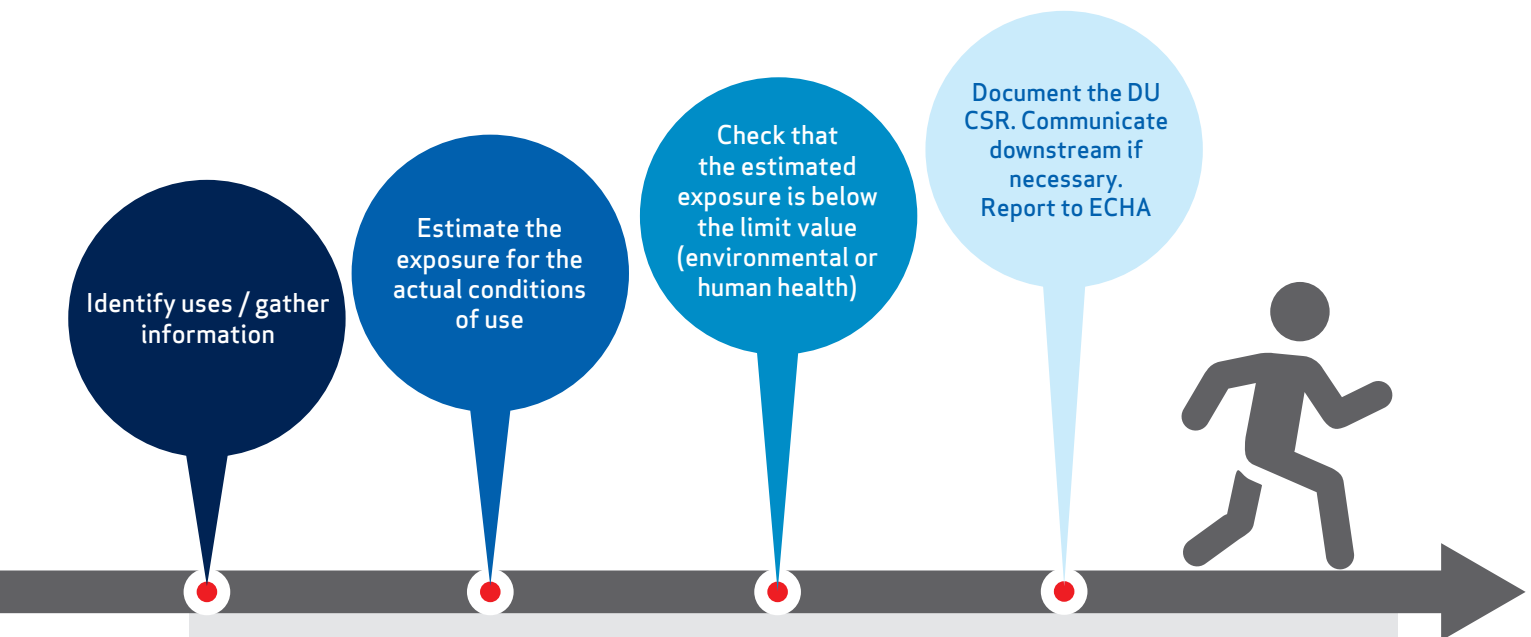 Identify uses / gather
information
Estimate the
exposure for the
actual conditions
of use
Check that
the estimated
exposure is below
the limit value
(environmental or
human health)
Document the DU
CSR. Communicate
downstream if
necessary.
Report to ECHA